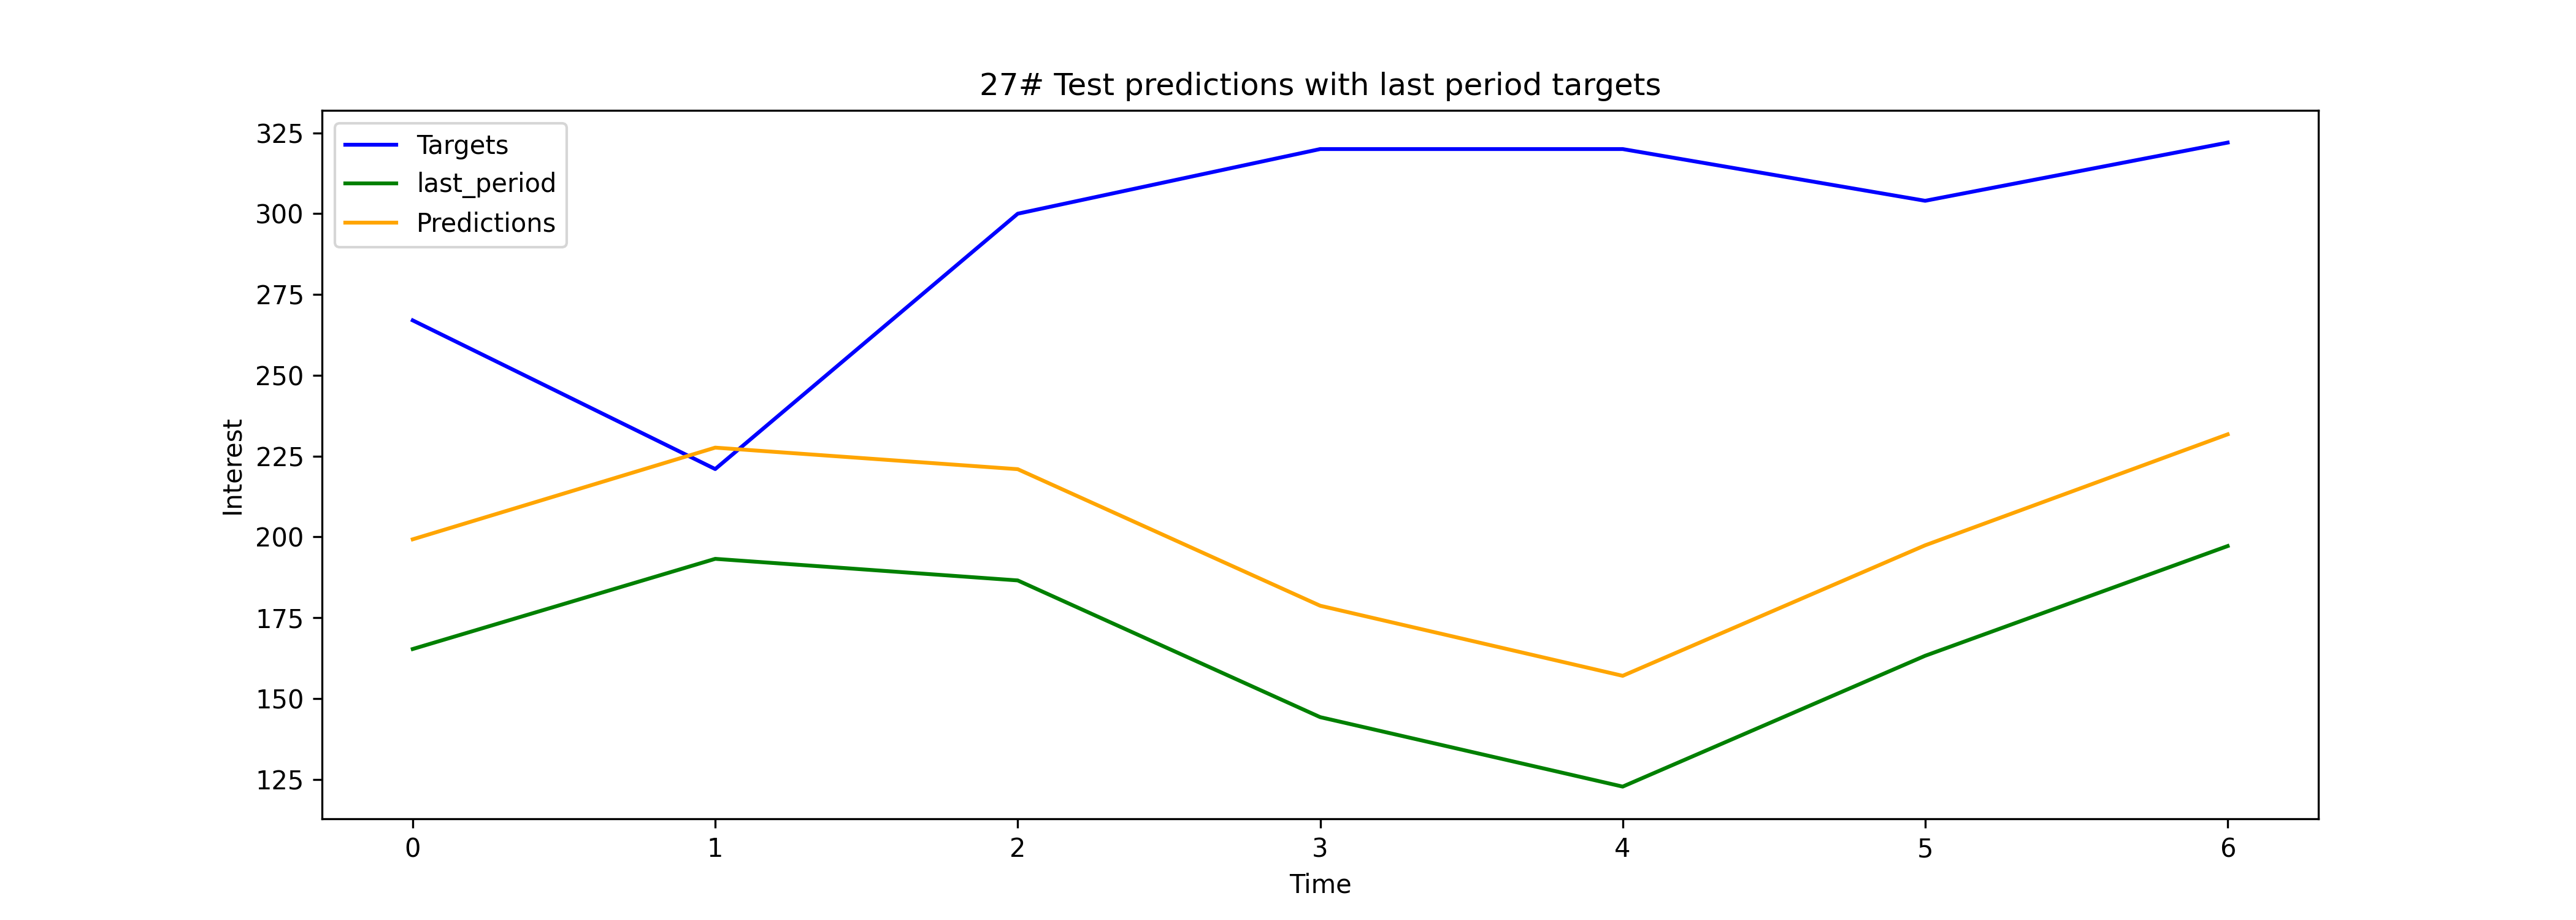 27# Test predictions with last period targets
325
300
275
250
225
200
175
150
125
Interest
Targets
last_period
Predictions
0 1 2 3 4 5 6
Time